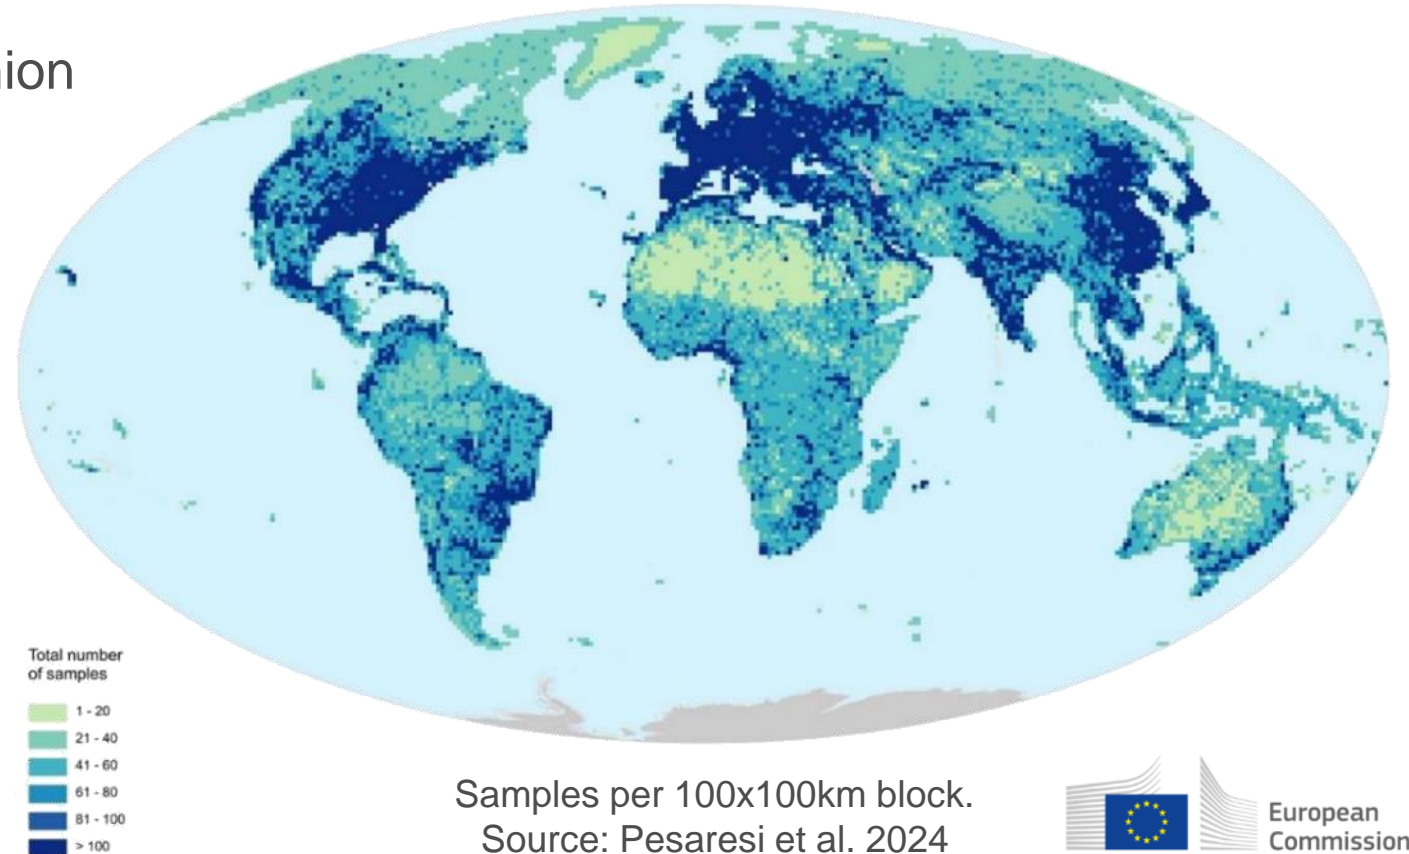 Total number
of samples
1 - 20
21 - 40
41 - 60
61 - 80
81 - 100
> 100
Samples per 100x100km block.
Source: Pesaresi et al. 2024
European
Commission